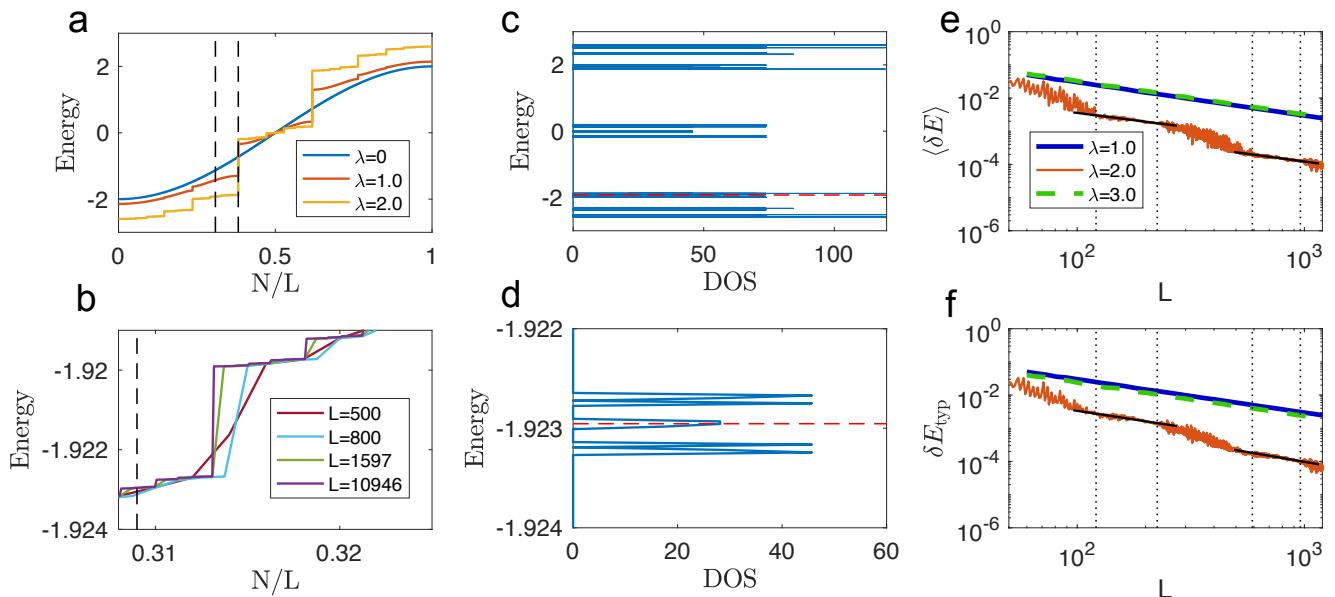 a
Energy
2
0
-2
λ=0
λ=1.0
λ=2.0
0
0.5
1
N/L
b
Energy
-1.92
-1.922
-1.924
L=500
L=800
L=1597
L=10946
0.31
0.32
N/L
c
Energy
2
0
-2
0
50
100
DOS
d
Energy
-1.922
-1.923
-1.924
0
20
40
60
DOS
e
⟨δE⟩
10^0
10^-2
10^-4
10^-6
λ=1.0
λ=2.0
λ=3.0
10^2
10^3
L
f
δE_typ
10^0
10^-2
10^-4
10^-6
10^2
10^3
L